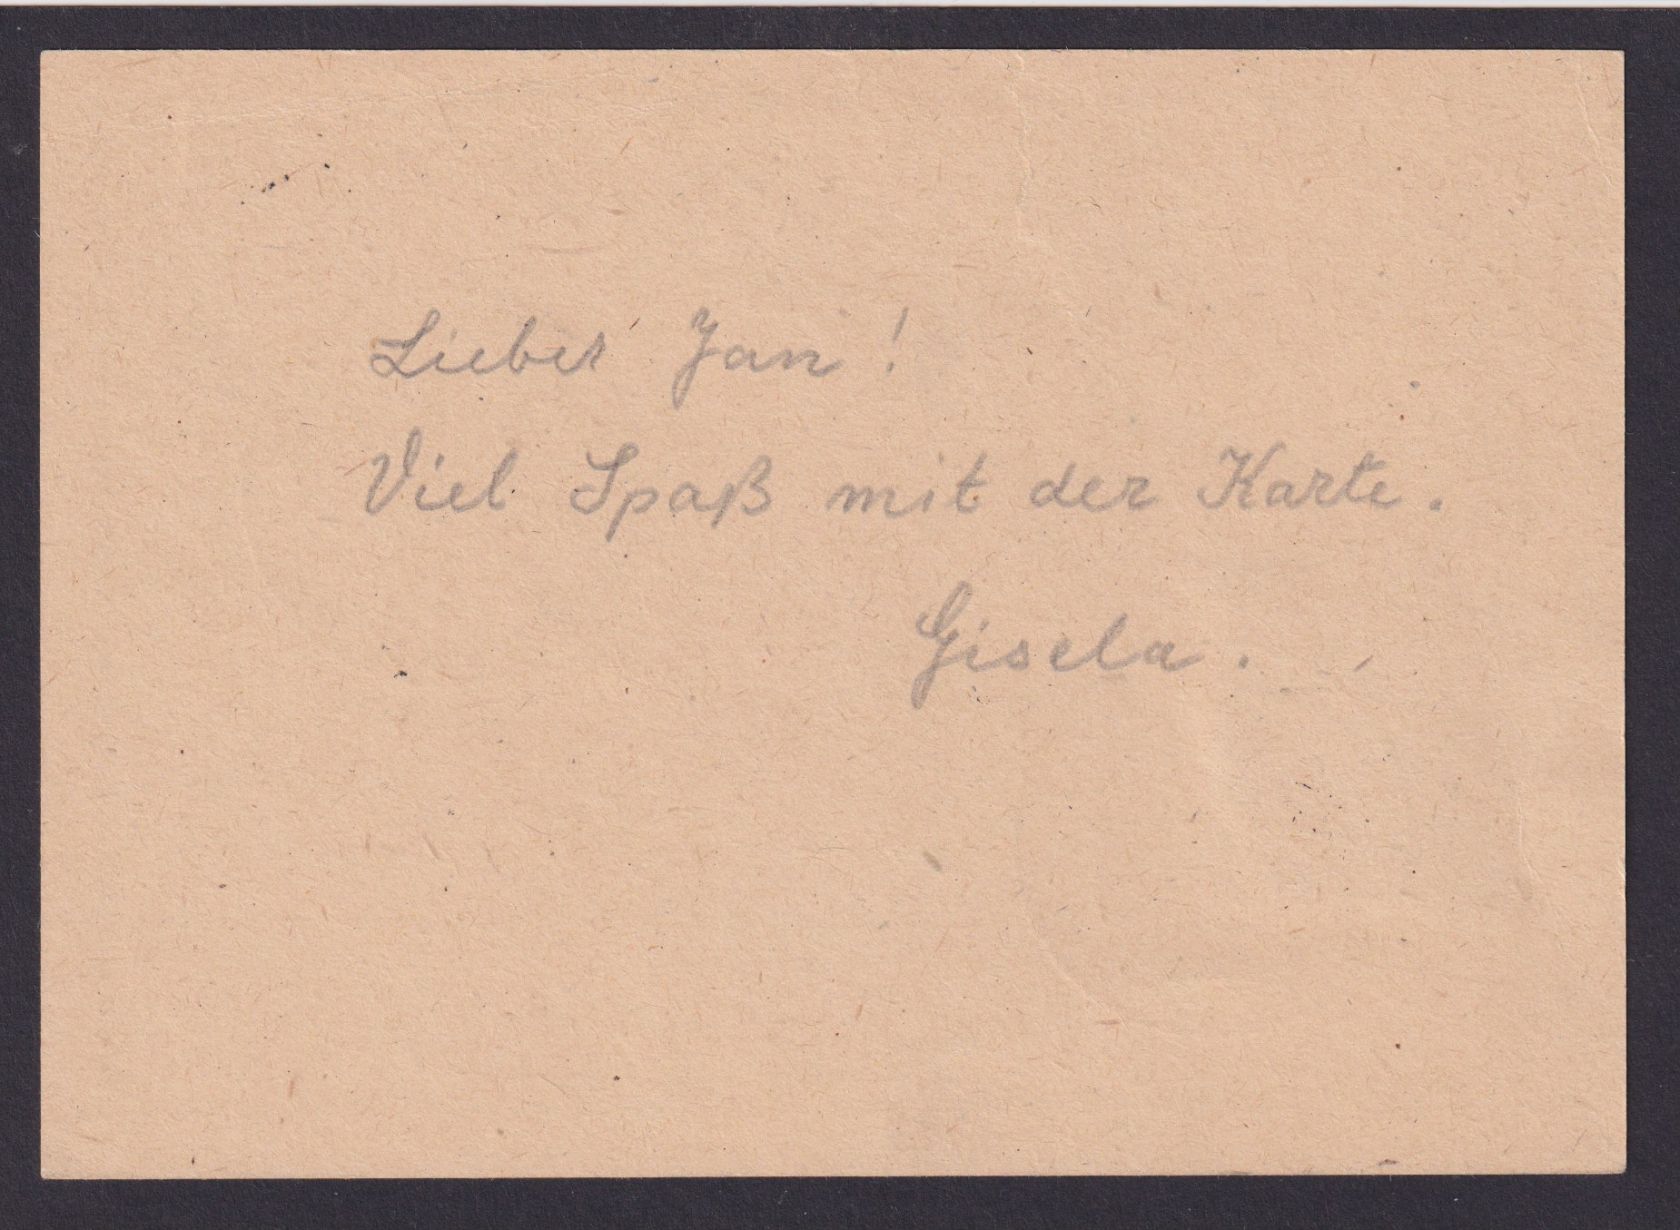 Lieber Jan!
Viel Spaß mit der Karte.
Gisela.